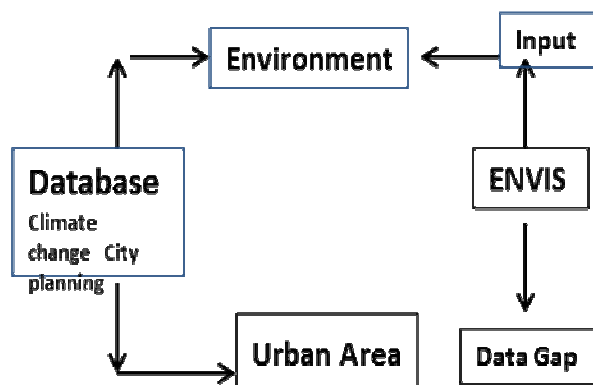 Input
Environment
Database
Climate
change City
planning
ENVIS
Urban Area
Data Gap